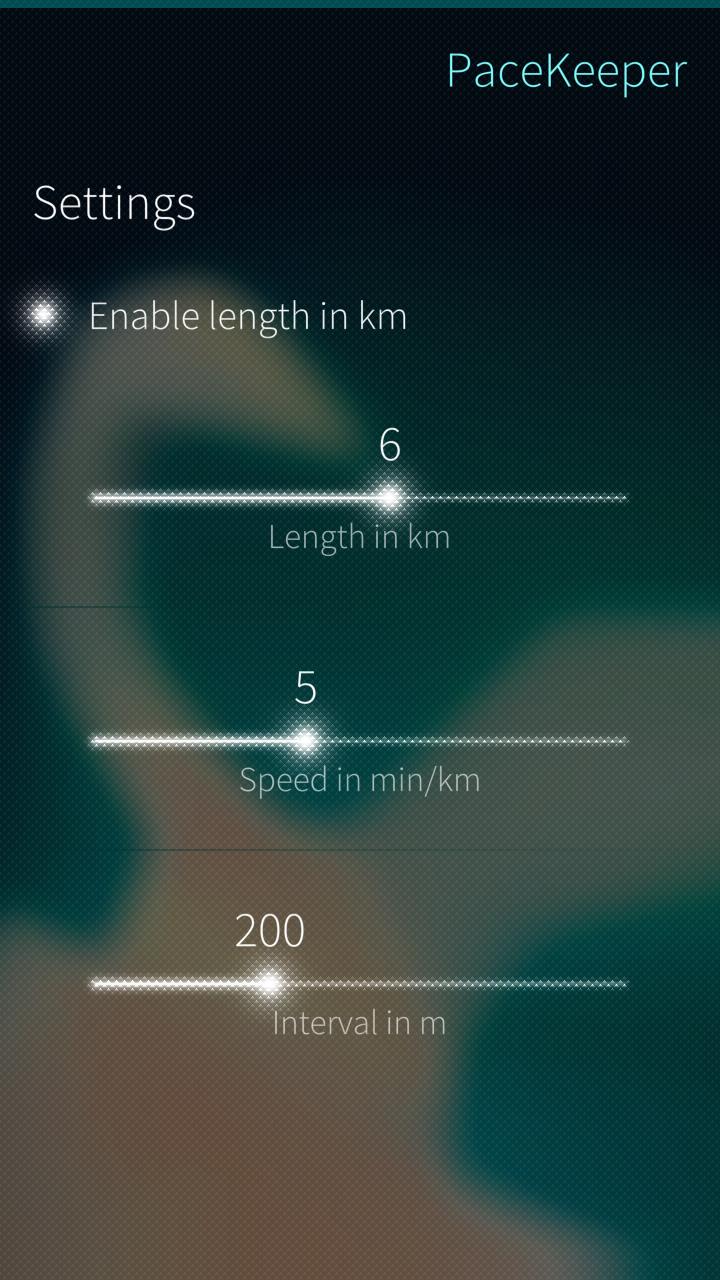 PaceKeeper
Settings
Enable length in km
6
Length in km
5
Speed in min/km
200
Interval in m